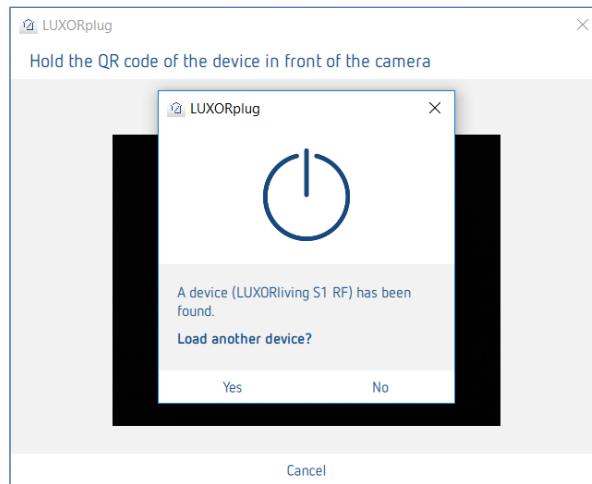 LUXORplug
Hold the QR code of the device in front of the camera
LUXORplug
A device (LUXORliving S1 RF) has been
found.
Load another device?
Yes No
Cancel